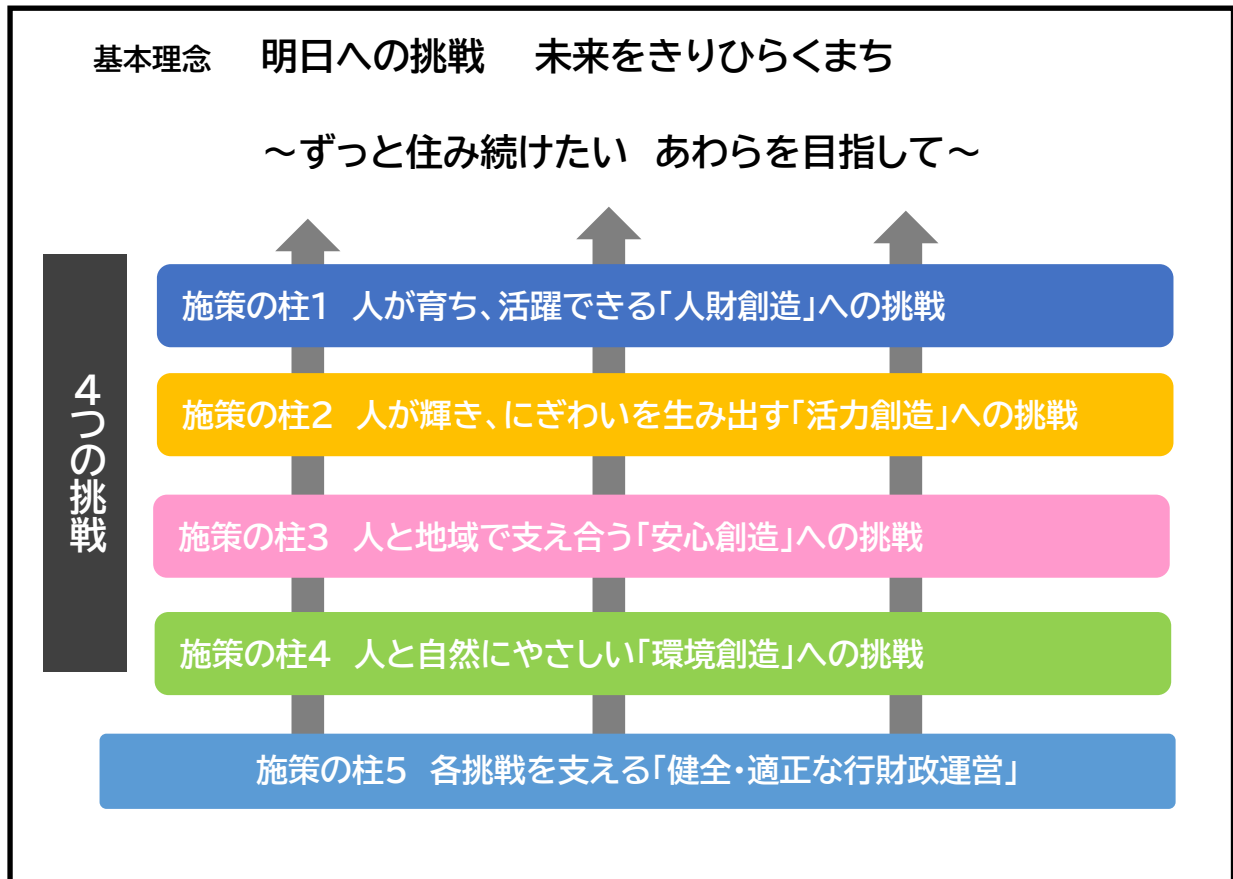 基本理念　明日への挑戦　未来をきりひらくまち
～ずっと住み続けたい　あわらを目指して～
4つの挑戦
施策の柱1　人が育ち、活躍できる「人財創造」への挑戦
施策の柱2　人が輝き、にぎわいを生み出す「活力創造」への挑戦
施策の柱3　人と地域で支え合う「安心創造」への挑戦
施策の柱4　人と自然にやさしい「環境創造」への挑戦
施策の柱5　各挑戦を支える「健全・適正な行財政運営」